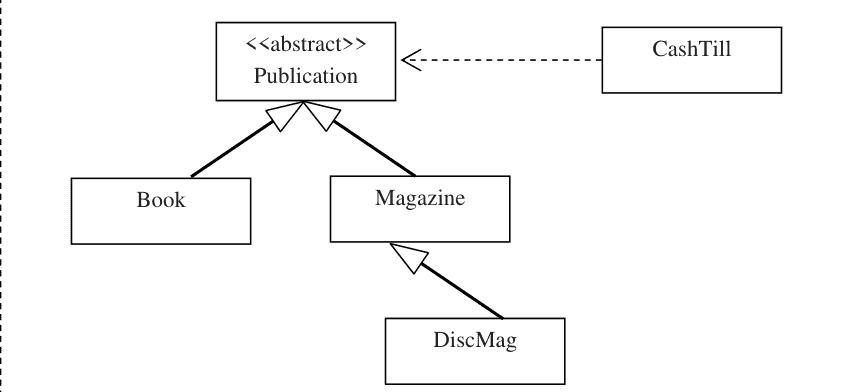 <<abstract>>
Publication
CashTill
Book
Magazine
DiscMag